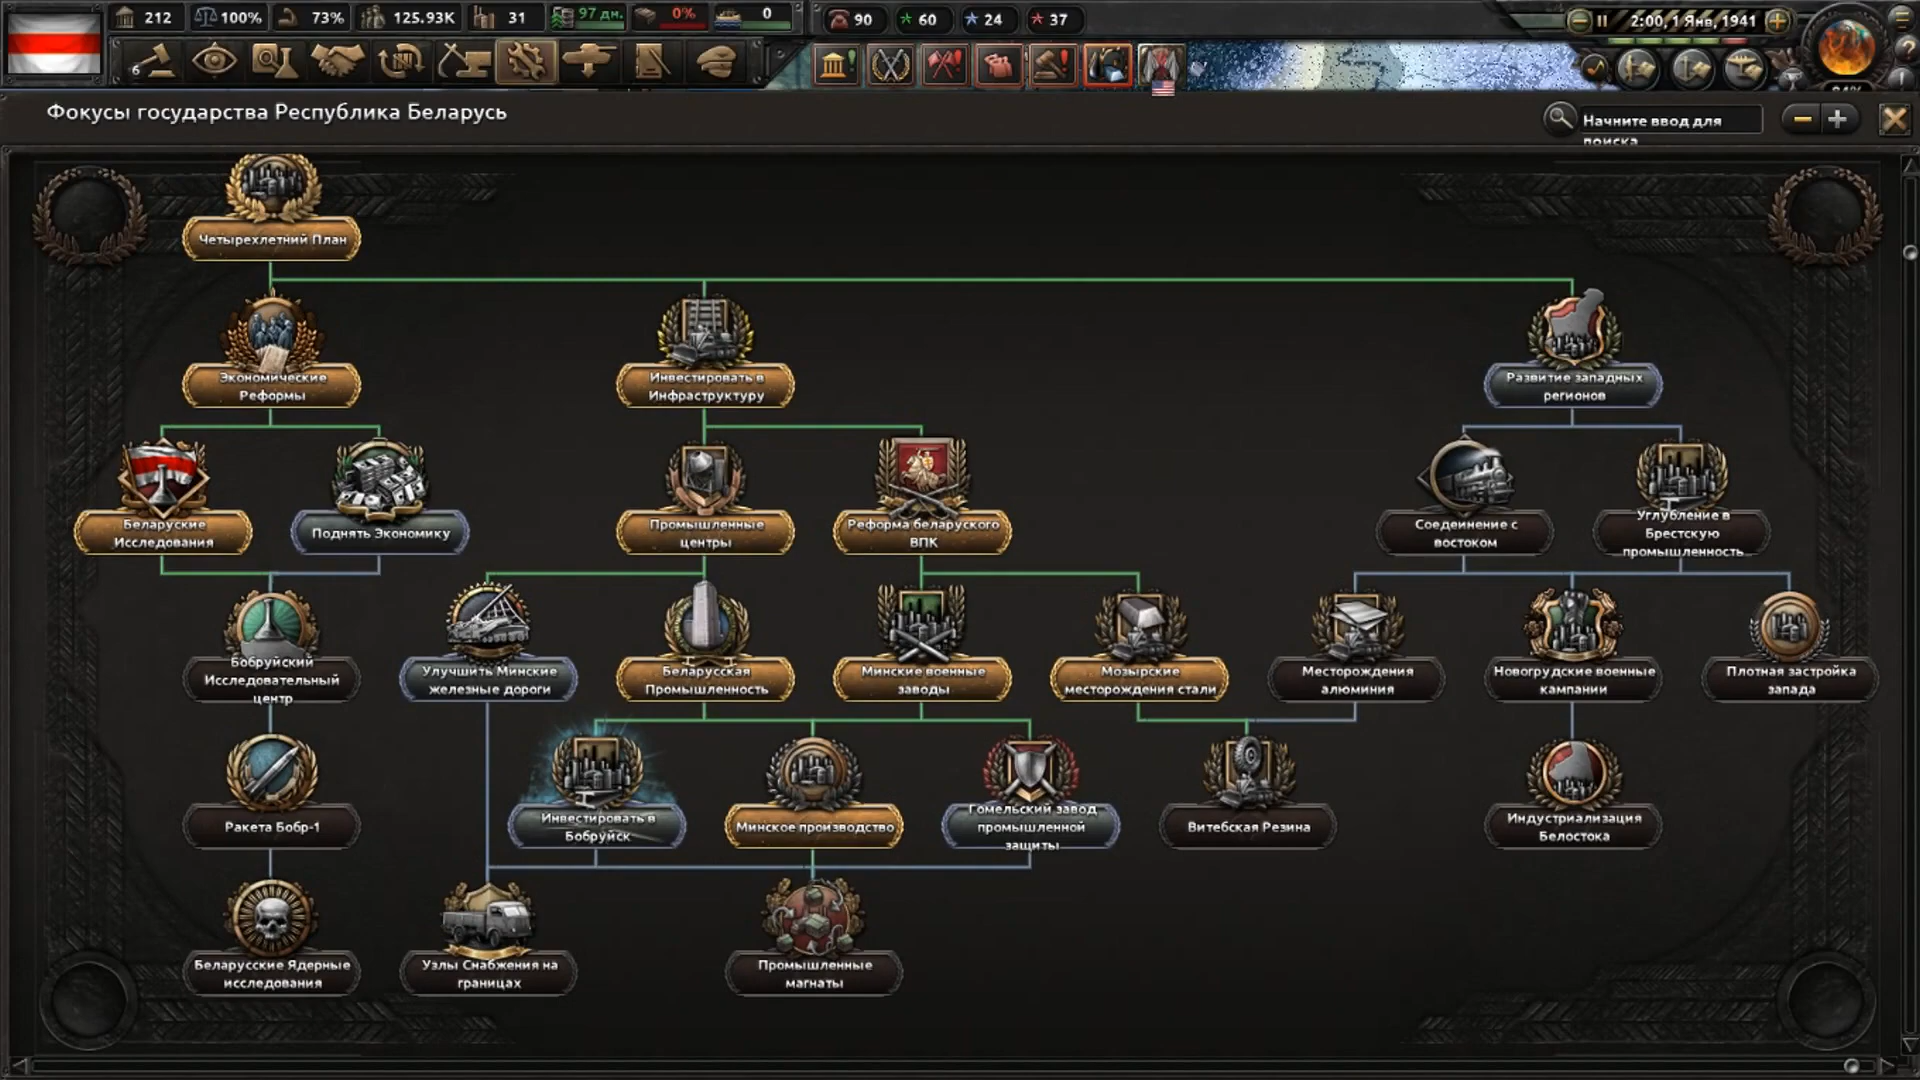 212 100% 73% 125.93K 31 97 дн. 0% 0 90 60 24 37 2:00, 1 Янв, 1941
6
Фокусы государства Республика Беларусь
Начните ввод для
поиска
Четырехлетний План
Экономические
Реформы
Инвестировать в
Инфраструктуру
Развитие западных
регионов
Беларуские
Исследования
Поднять Экономику
Промышленные
центры
Реформа беларуского
ВПК
Соедеинение с
востоком
Углубление в
Брестскую
промышленность
Бобруйский
Исследовательный
центр
Улучшить Минские
железные дороги
Беларусская
Промышленность
Минские военные
заводы
Мозырские
месторождения стали
Месторождения
алюминия
Новогрудские военные
кампании
Плотная застройка
запада
Ракета Бобр-1
Инвестировать в
Бобруйск
Минское производство
Гомельский завод
промышленной
защиты
Витебская Резина
Индустриализация
Белостока
Беларусские Ядерные
исследования
Узлы Снабжения на
границах
Промышленные
магнаты